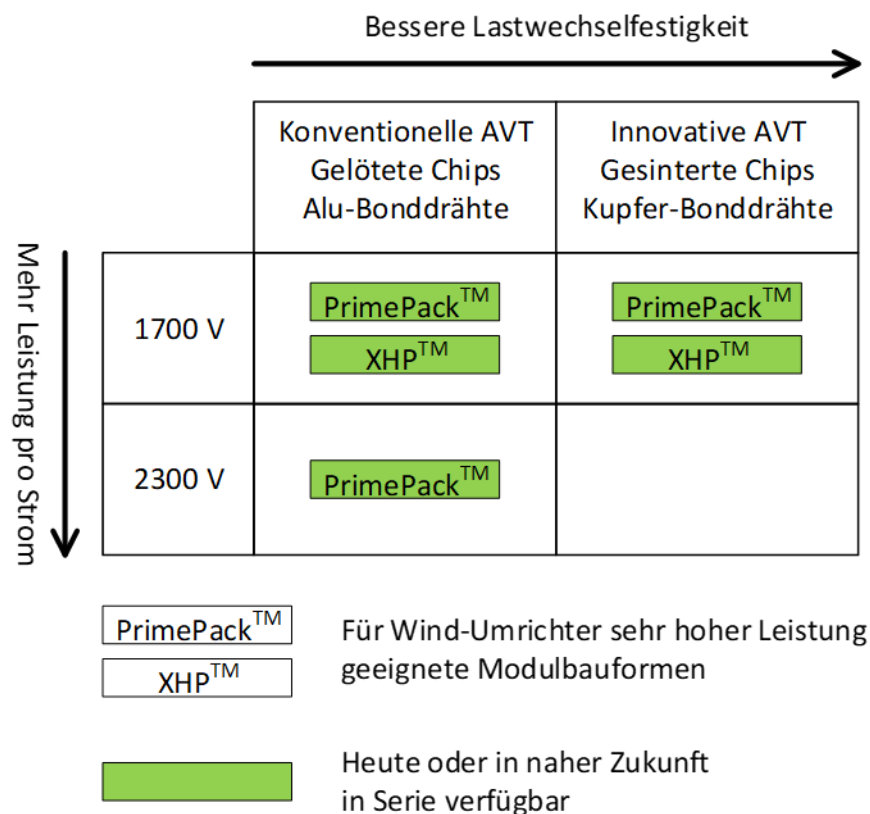 Bessere Lastwechselfestigkeit
Konventionelle AVT
Gelötete Chips
Alu-Bonddrähte
Innovative AVT
Gesinterte Chips
Kupfer-Bonddrähte
Mehr Leistung pro Strom
1700 V
PrimePack™
XHP™
PrimePack™
XHP™
2300 V
PrimePack™
PrimePack™
XHP™
Für Wind-Umrichter sehr hoher Leistung
geeignete Modulbauformen
Heute oder in naher Zukunft
in Serie verfügbar